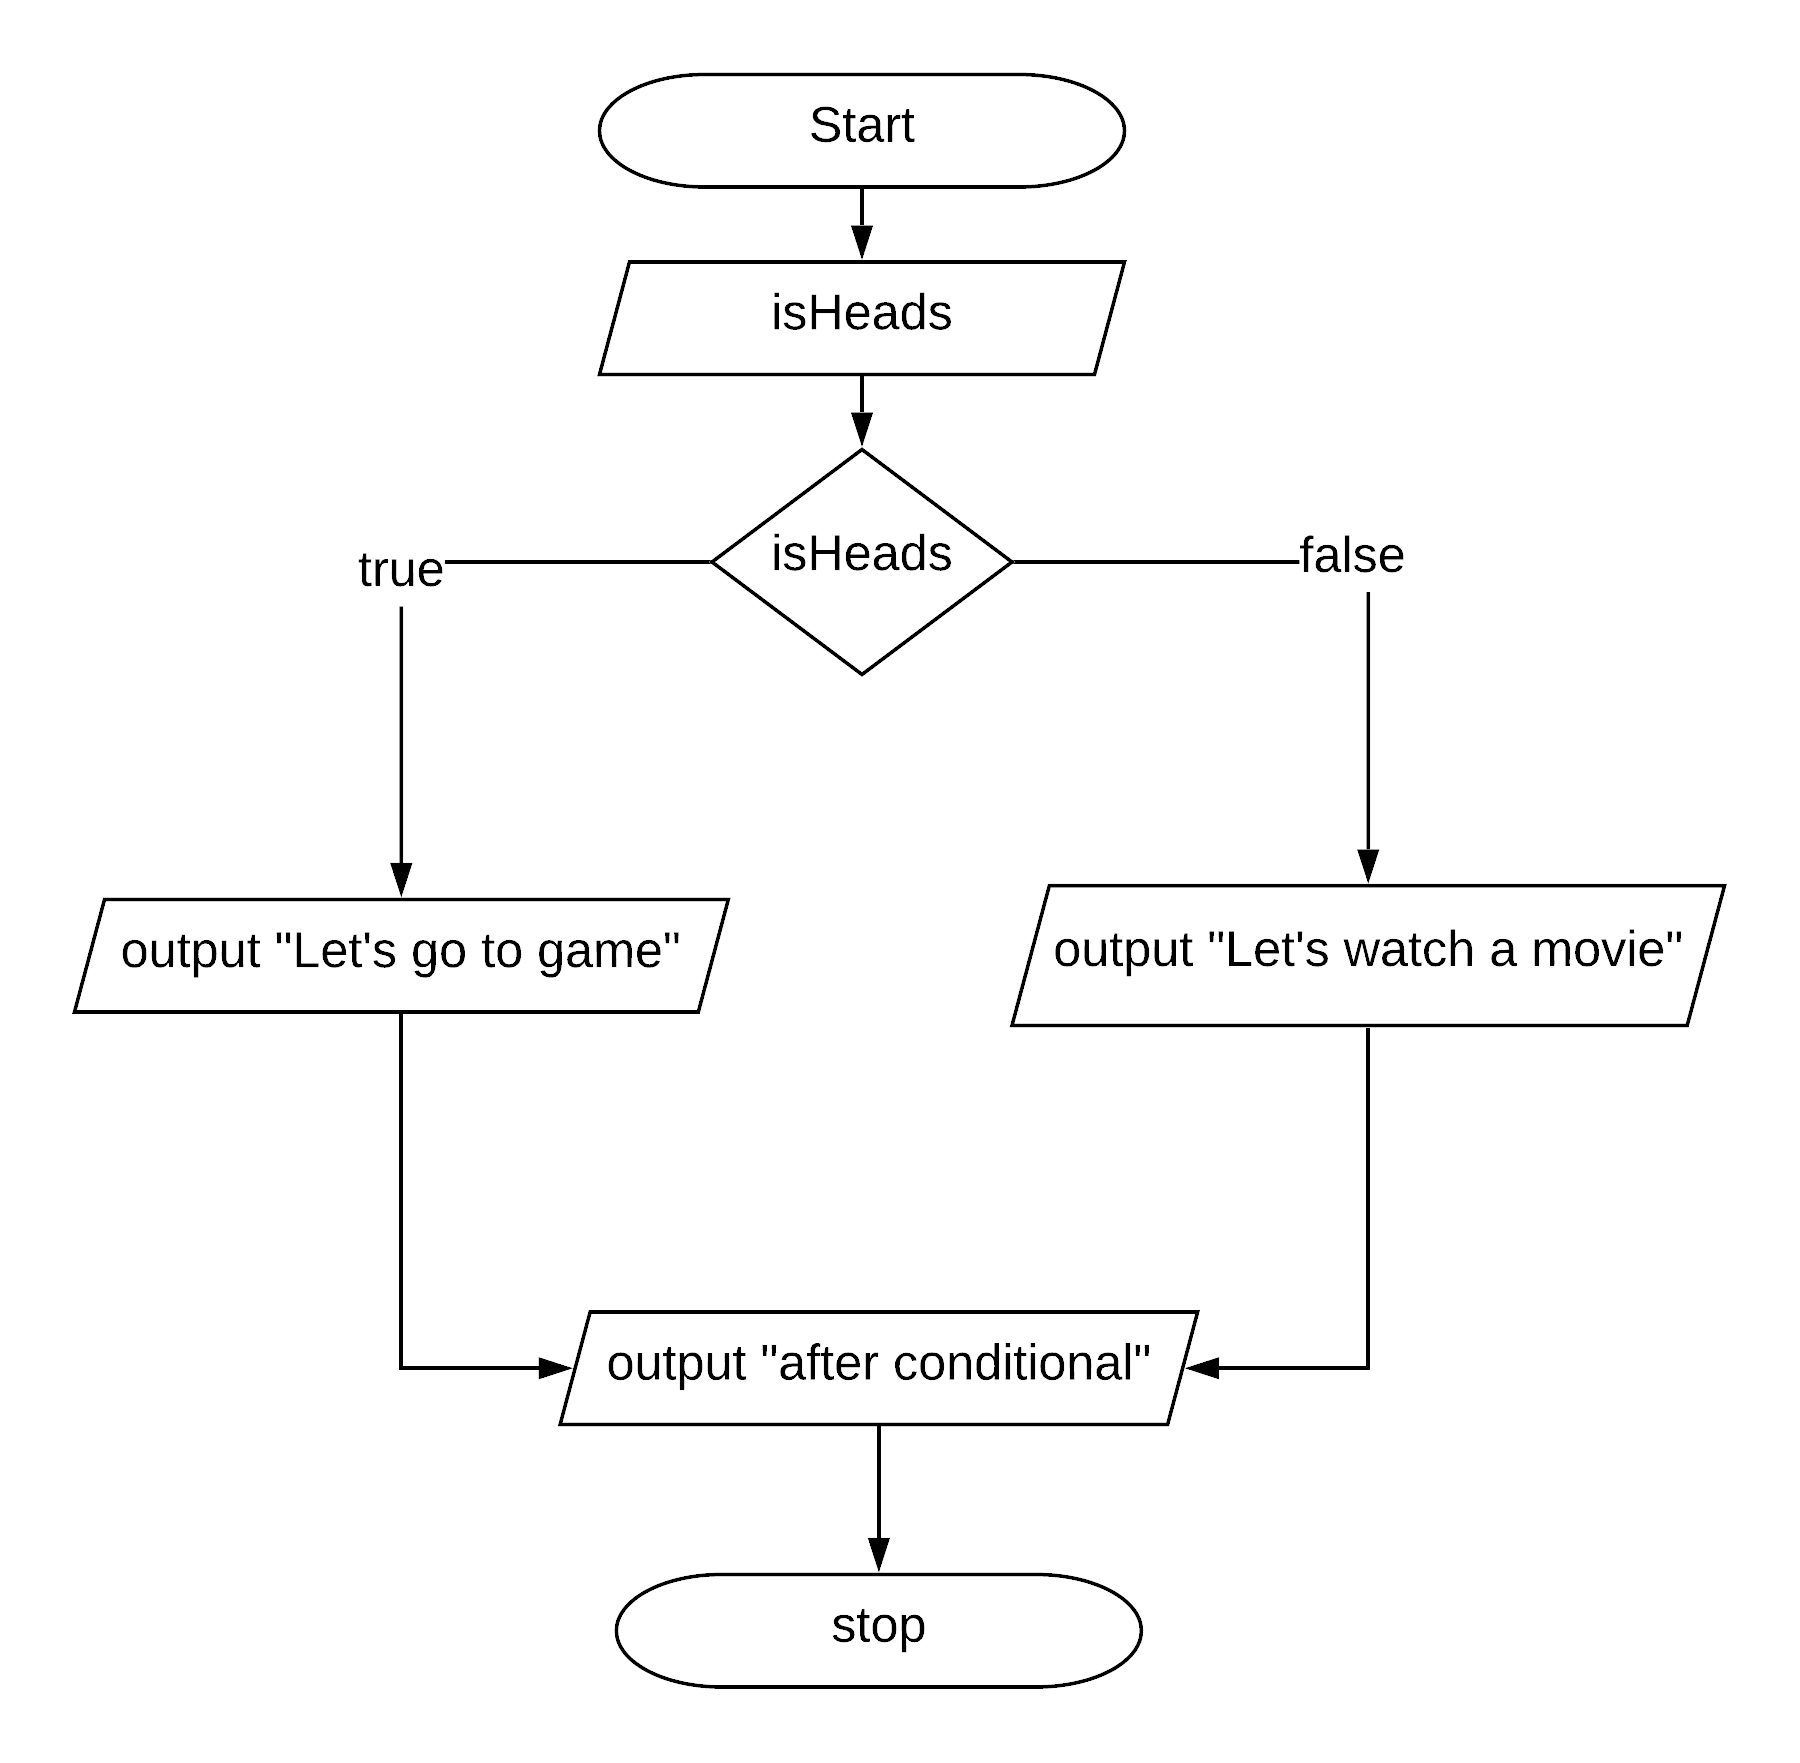 Start
isHeads
isHeads
true
false
output "Let's go to game"
output "Let's watch a movie"
output "after conditional"
stop